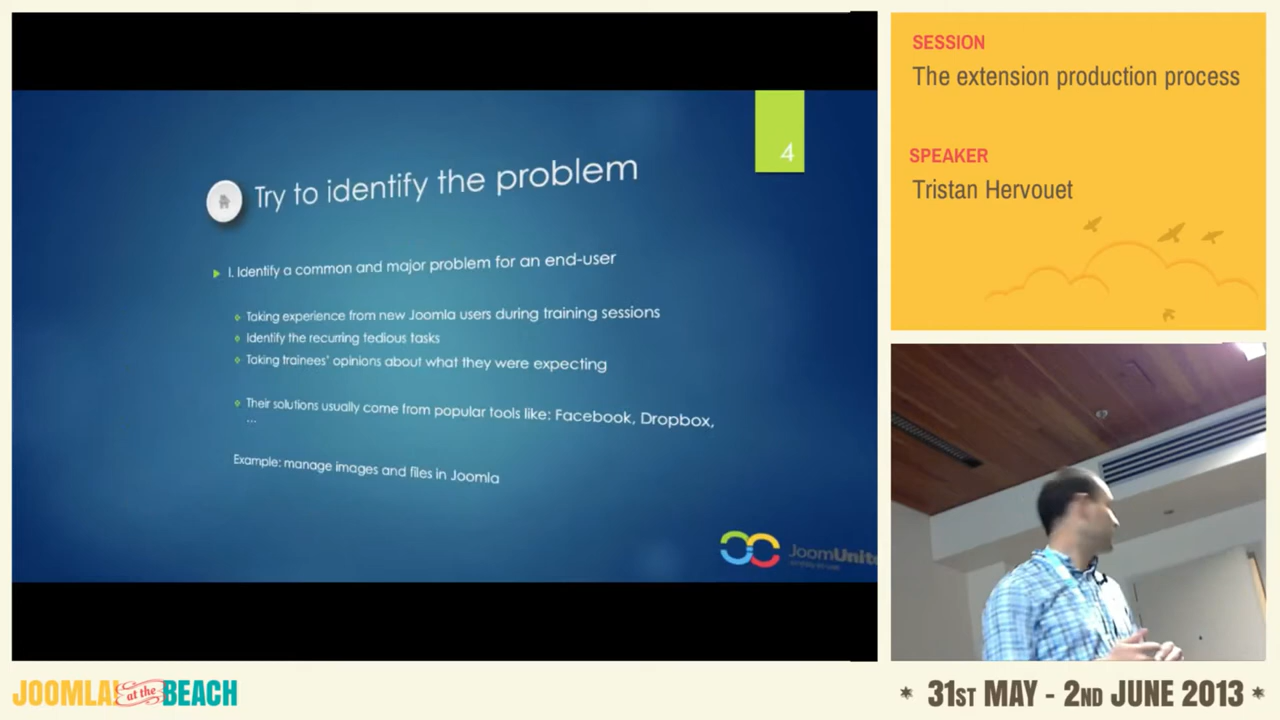 4
Try to identify the problem
I. Identify a common and major problem for an end-user
Taking experience from new Joomla users during training sessions
Identify the recurring tedious tasks
Taking trainees' opinions about what they were expecting
Their solutions usually come from popular tools like: Facebook, Dropbox,
...
Example: manage images and files in Joomla
SESSION
The extension production process
SPEAKER
Tristan Hervouet
JOOMLA! at the BEACH
* 31ST MAY - 2ND JUNE 2013 *